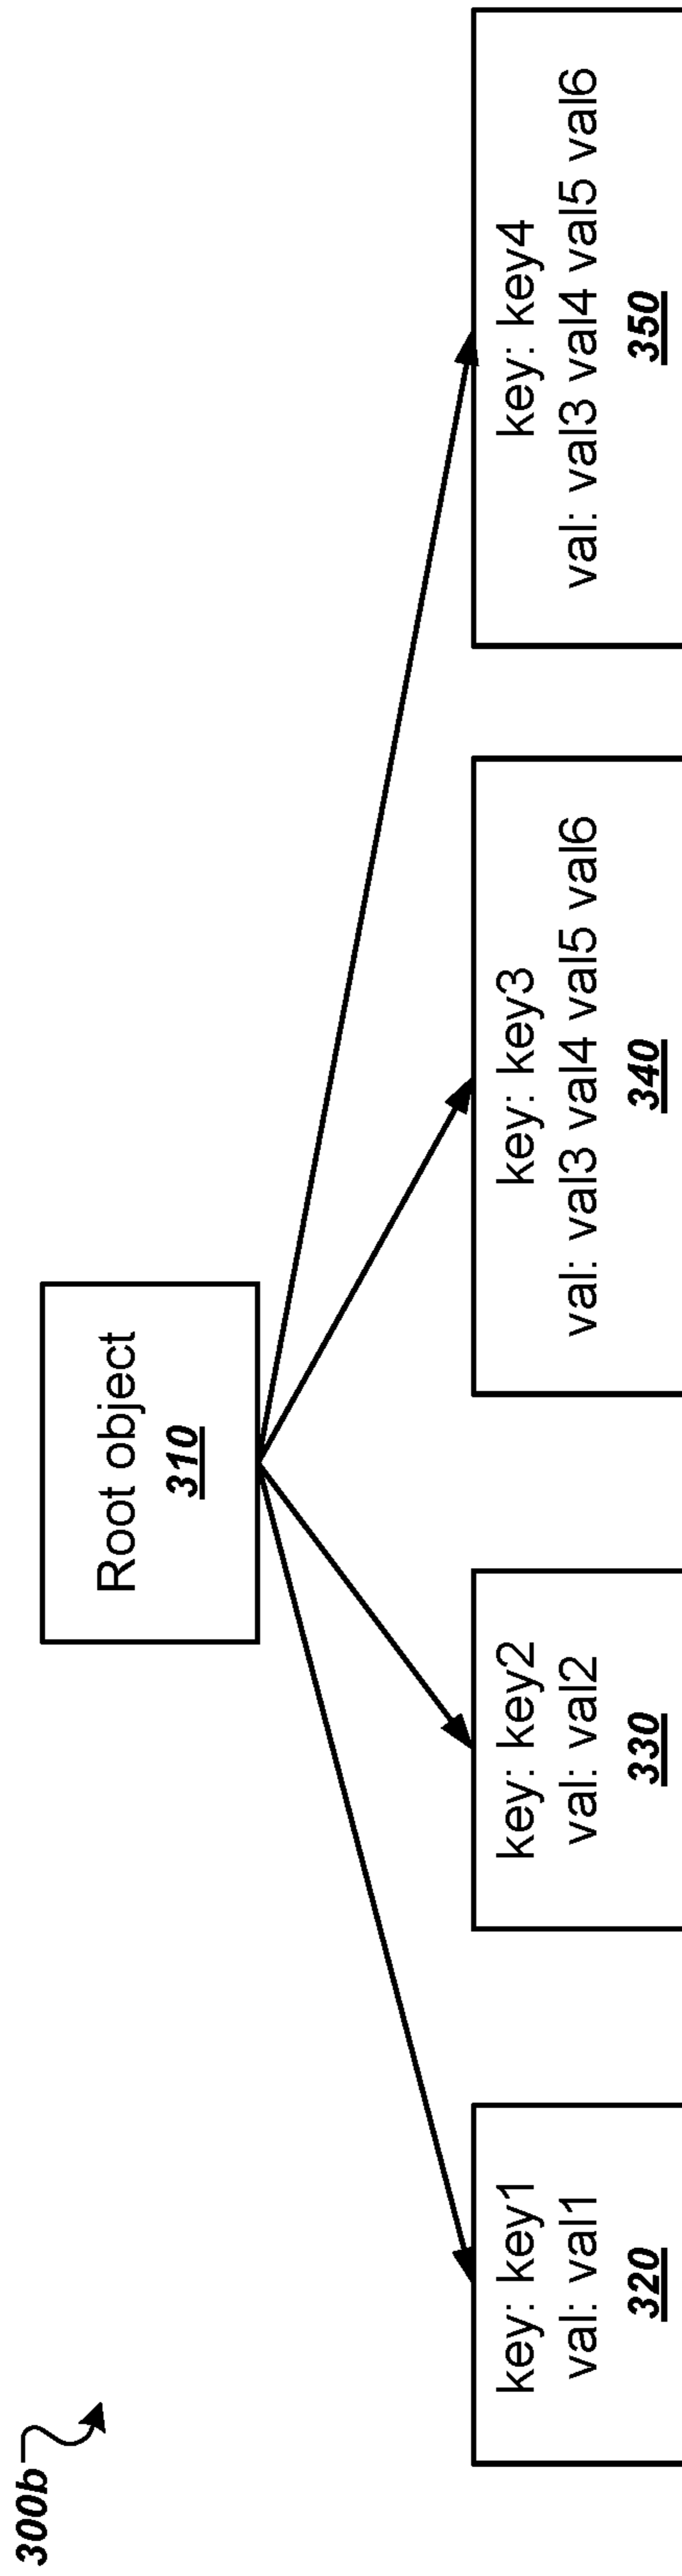 300b
Root object
310
key: key1
val: val1
320
key: key2
val: val2
330
key: key3
val: val3 val4 val5 val6
340
key: key4
val: val3 val4 val5 val6
350